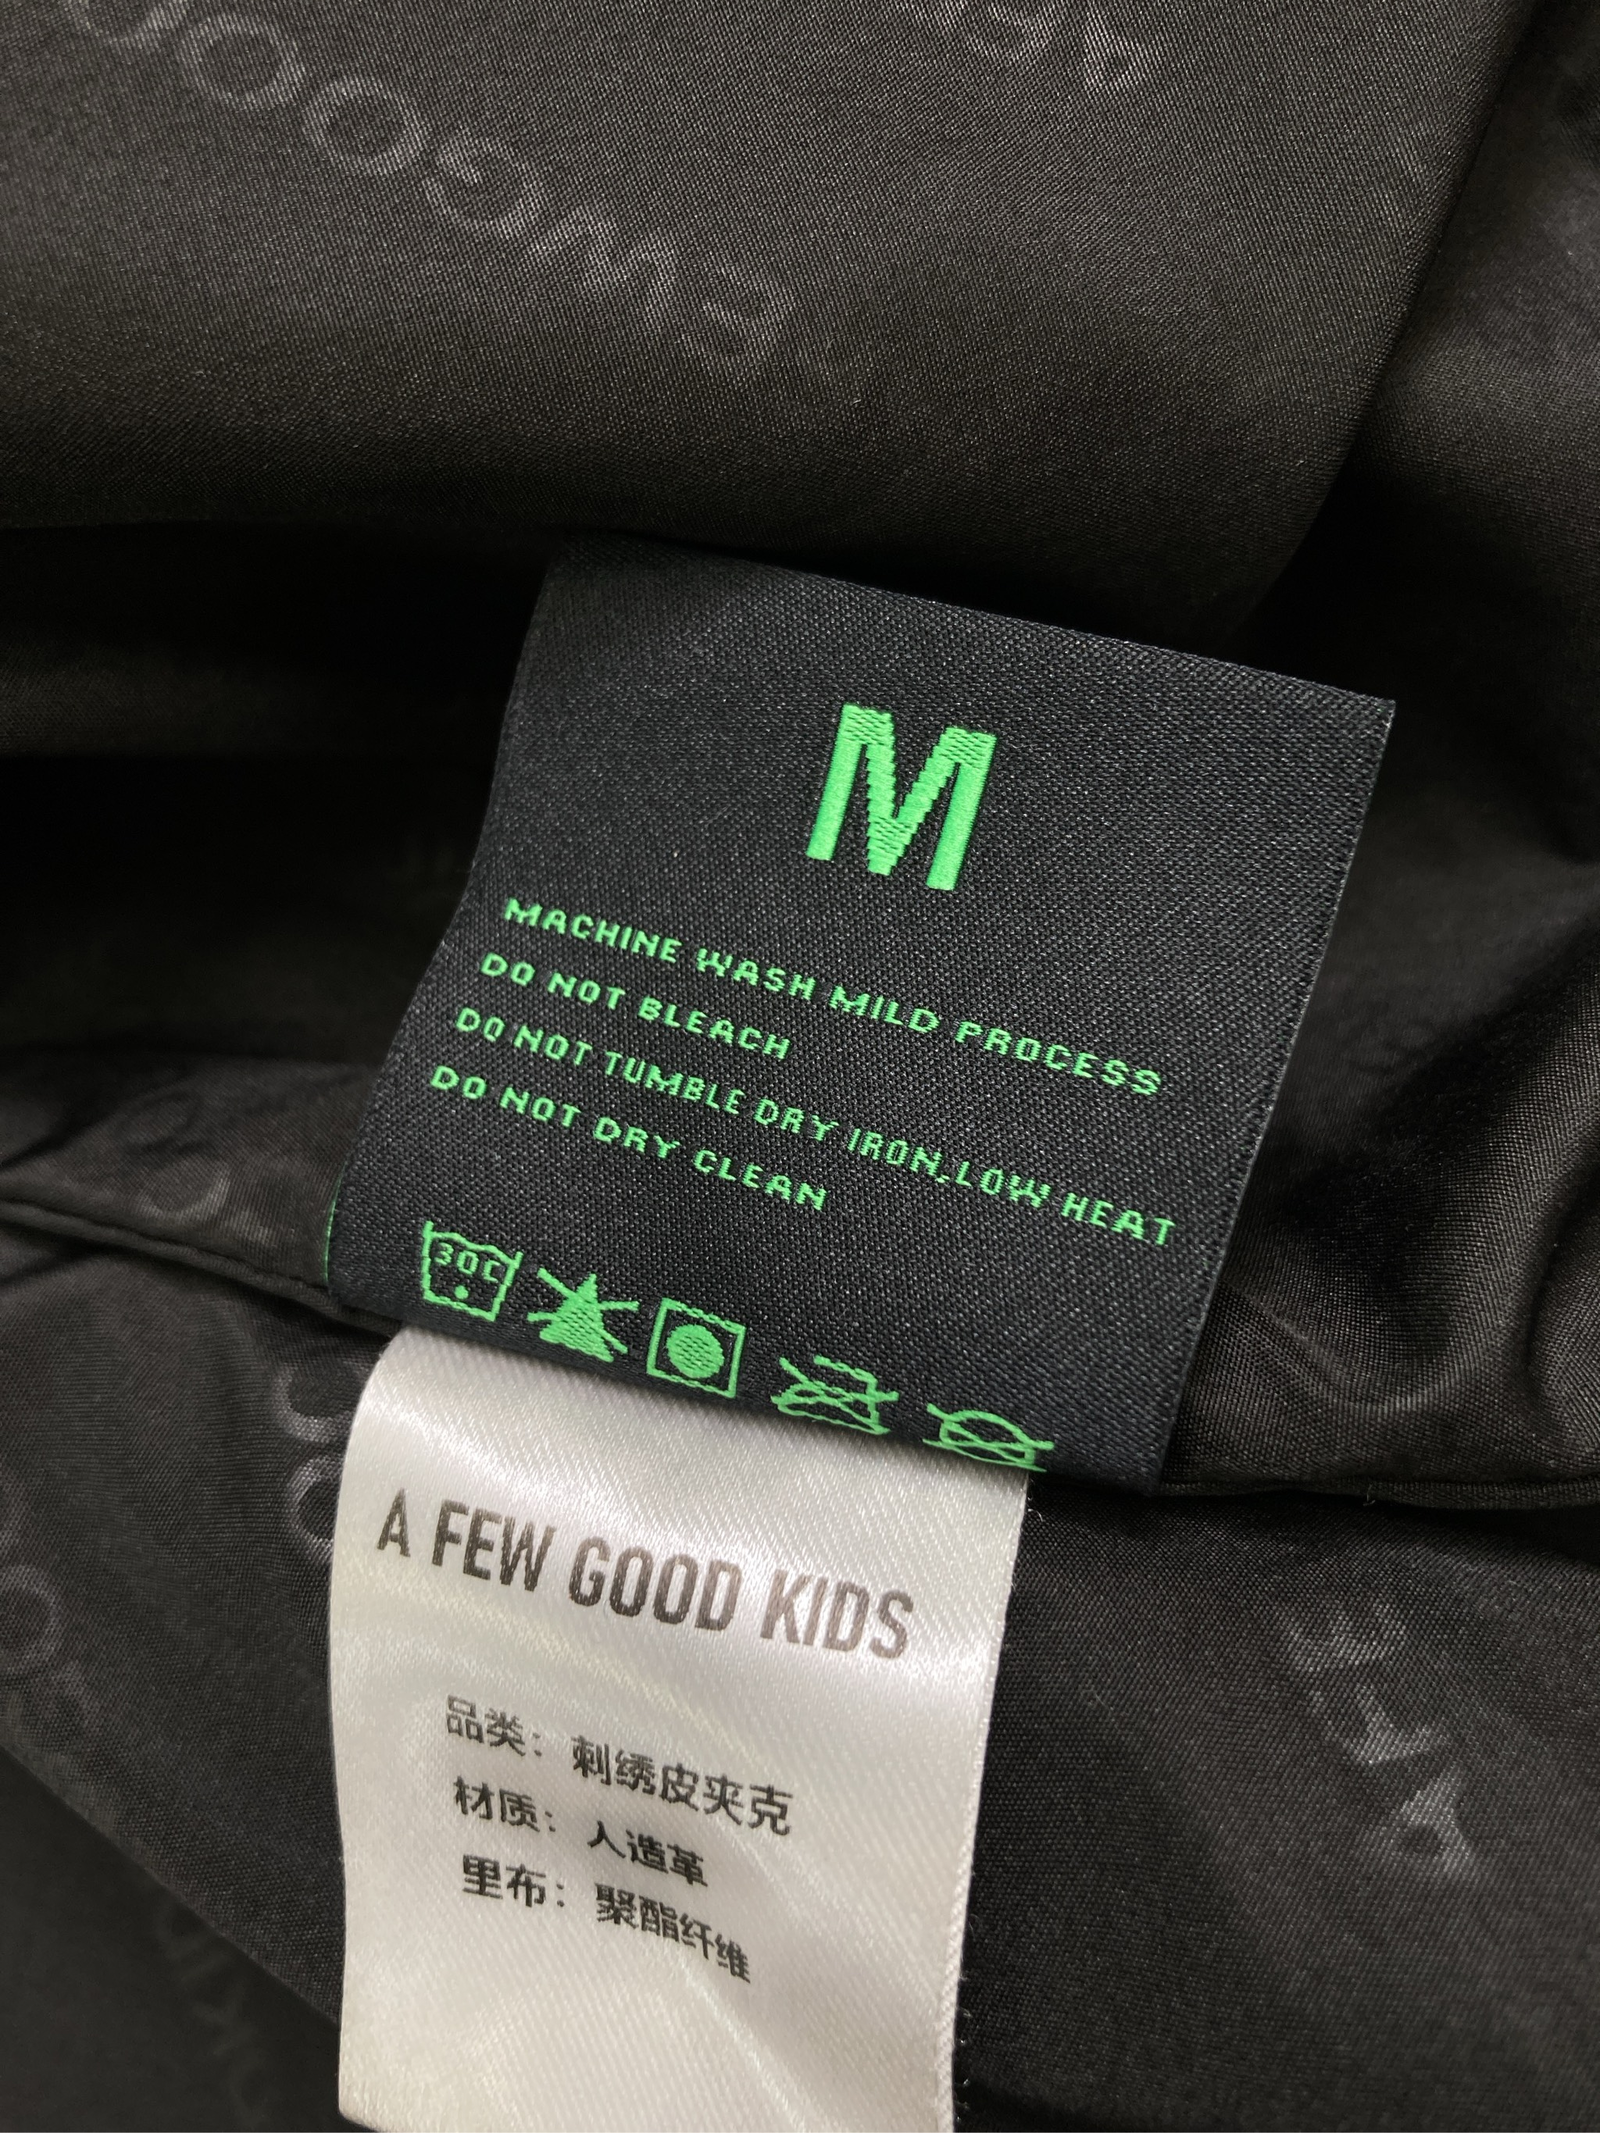 M
MACHINE WASH MILD PROCESS
DO NOT BLEACH
DO NOT TUMBLE DRY IRON,LOW HEAT
DO NOT DRY CLEAN
30C
A FEW GOOD KIDS
品类：刺绣皮夹克
材质：人造革
里布：聚酯纤维